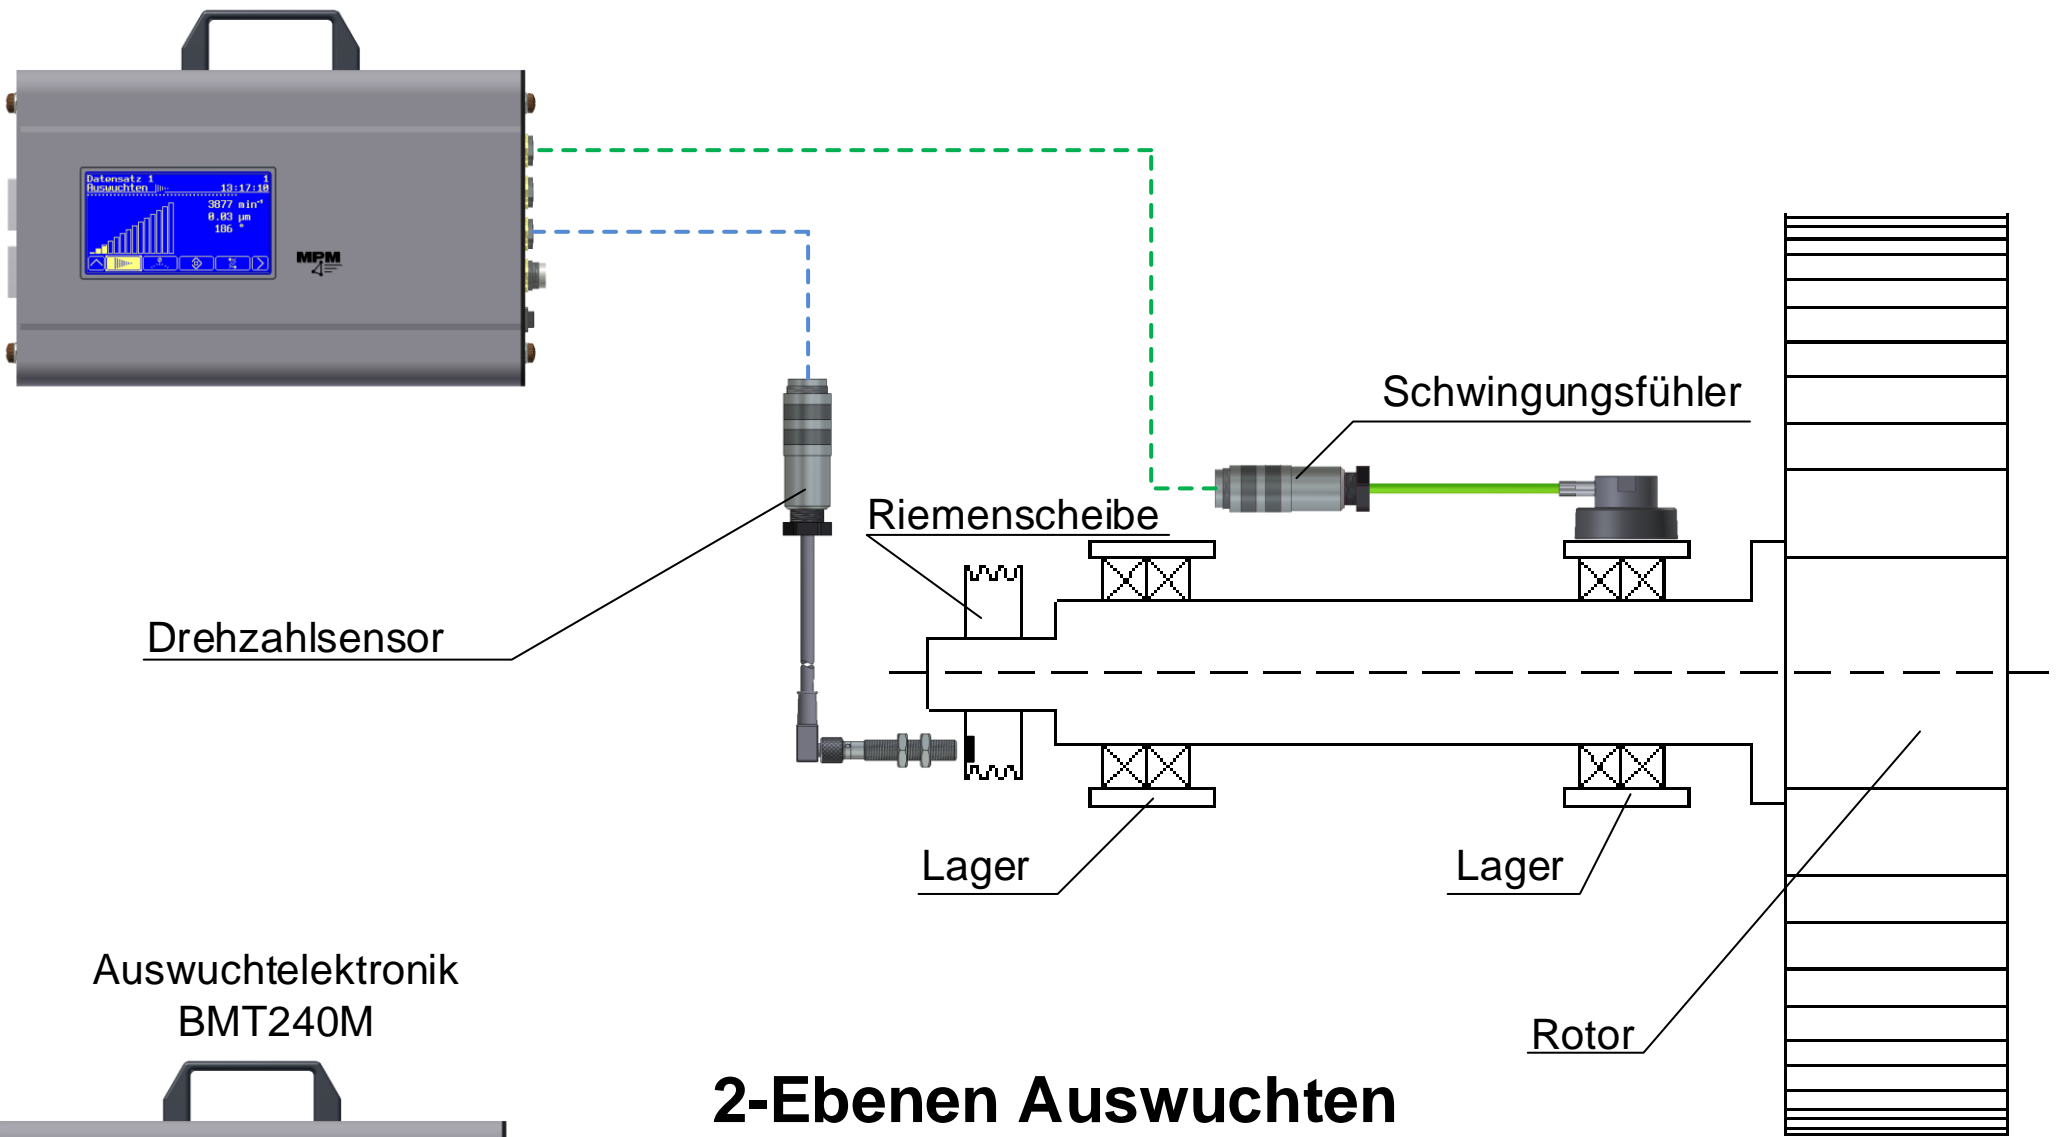 Datensatz 1 1
Auswuchten 13:17:10
3877 min⁻¹
0.03 µm
186 °
MPM
Schwingungsfühler
Riemenscheibe
Drehzahlsensor
Lager
Lager
Rotor
Auswuchtelektronik
BMT240M
2-Ebenen Auswuchten